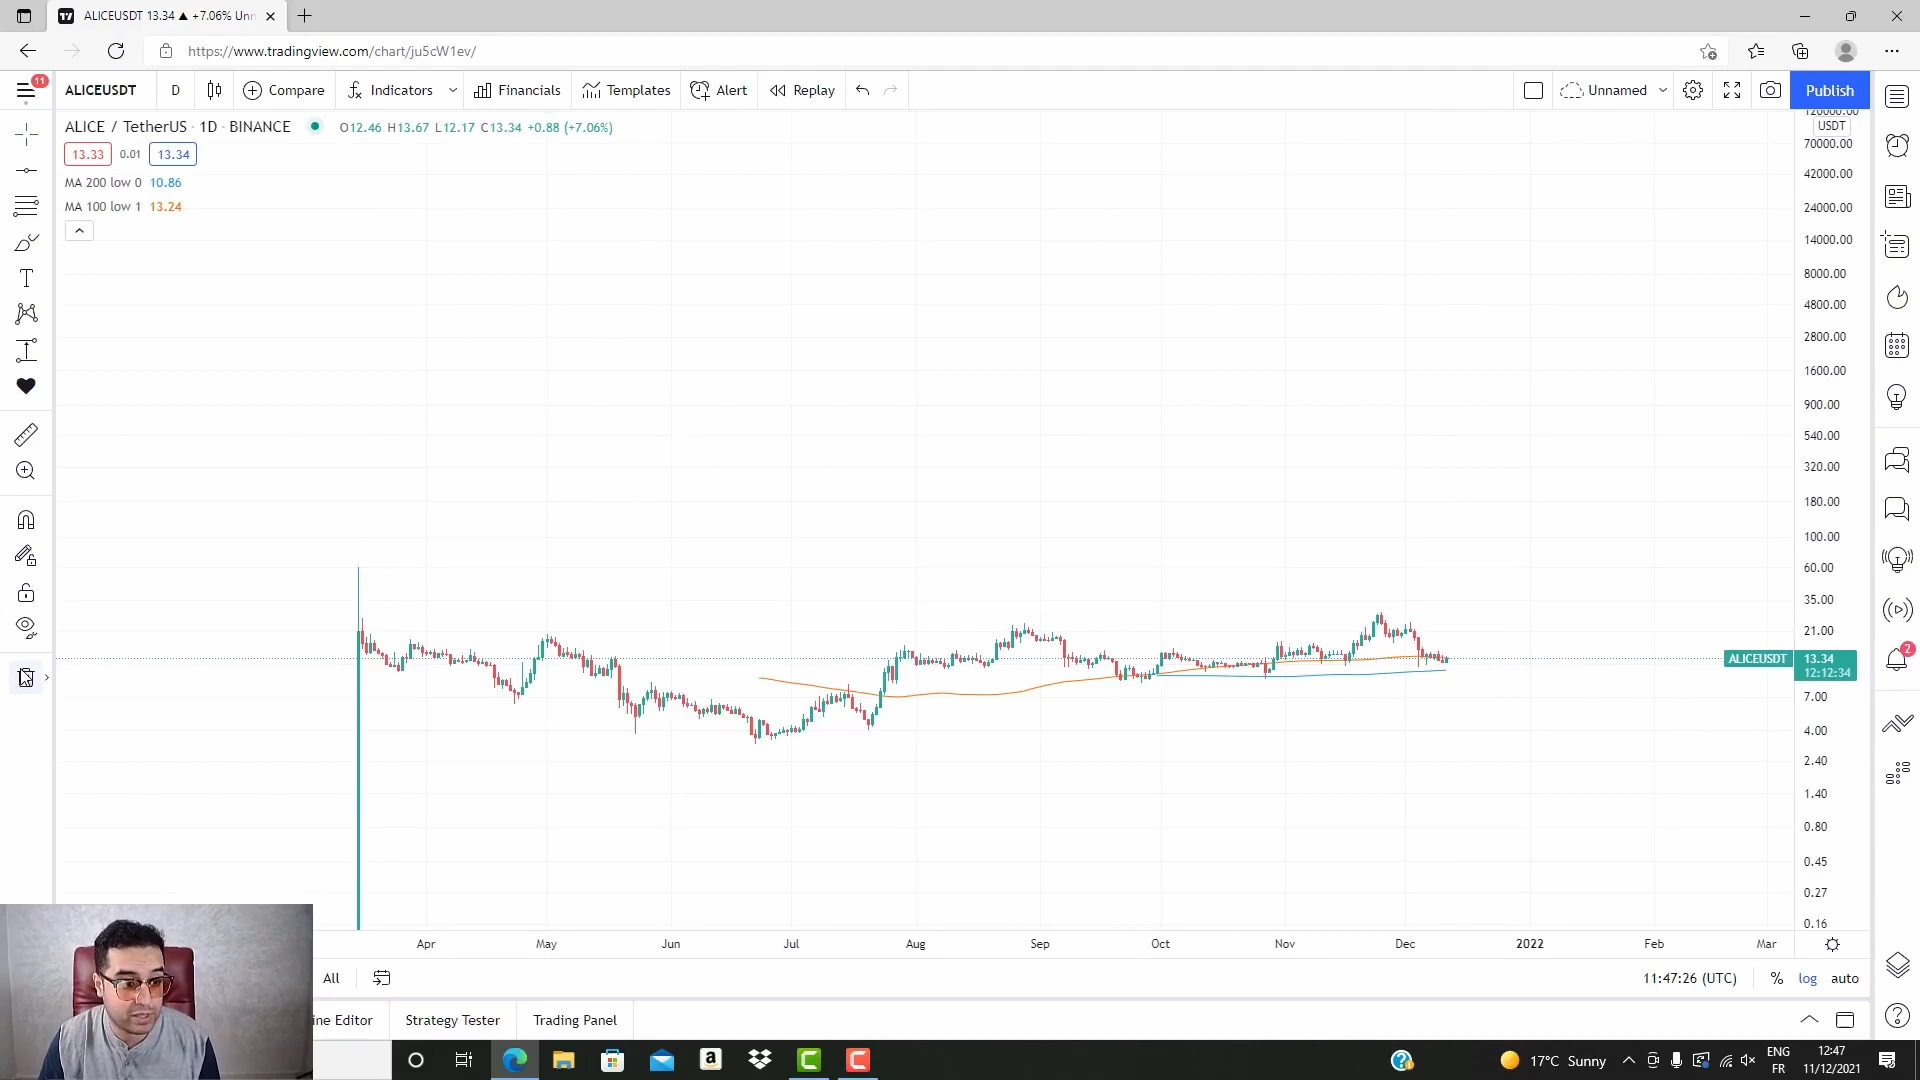 ALICEUSDT 13.34 ▲ +7.06% Unn
https://www.tradingview.com/chart/ju5cW1ev/
11
ALICEUSDT
D
Compare
Indicators
Financials
Templates
Alert
Replay
Unnamed
Publish
ALICE / TetherUS · 1D · BINANCE
O12.46 H13.67 L12.17 C13.34 +0.88 (+7.06%)
13.33 0.01 13.34
MA 200 low 0 10.86
MA 100 low 1 13.24
120000.00
USDT
70000.00
42000.00
24000.00
14000.00
8000.00
4800.00
2800.00
1600.00
900.00
540.00
320.00
180.00
100.00
60.00
35.00
21.00
ALICEUSDT 13.34
12:12:34
7.00
4.00
2.40
1.40
0.80
0.45
0.27
0.16
2
Apr May Jun Jul Aug Sep Oct Nov Dec 2022 Feb Mar
All
11:47:26 (UTC) % log auto
ine Editor Strategy Tester Trading Panel
17°C Sunny
ENG
FR
12:47
11/12/2021